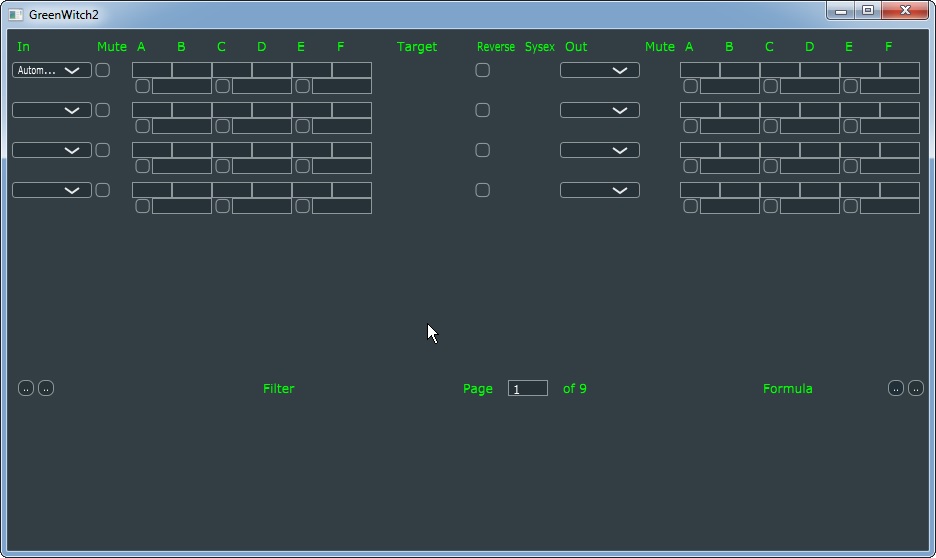 GreenWitch2
In Mute A B C D E F Target Reverse Sysex Out Mute A B C D E F
Autom...
.. .. Filter Page 1 of 9 Formula .. ..